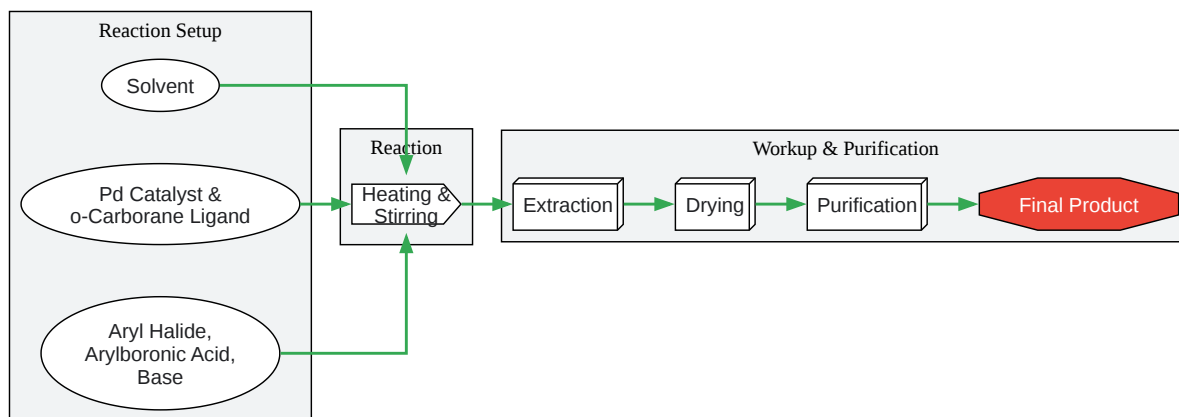 Reaction Setup
Solvent
Pd Catalyst &
o-Carborane Ligand
Aryl Halide,
Arylboronic Acid,
Base
Reaction
Heating &
Stirring
Workup & Purification
Extraction
Drying
Purification
Final Product